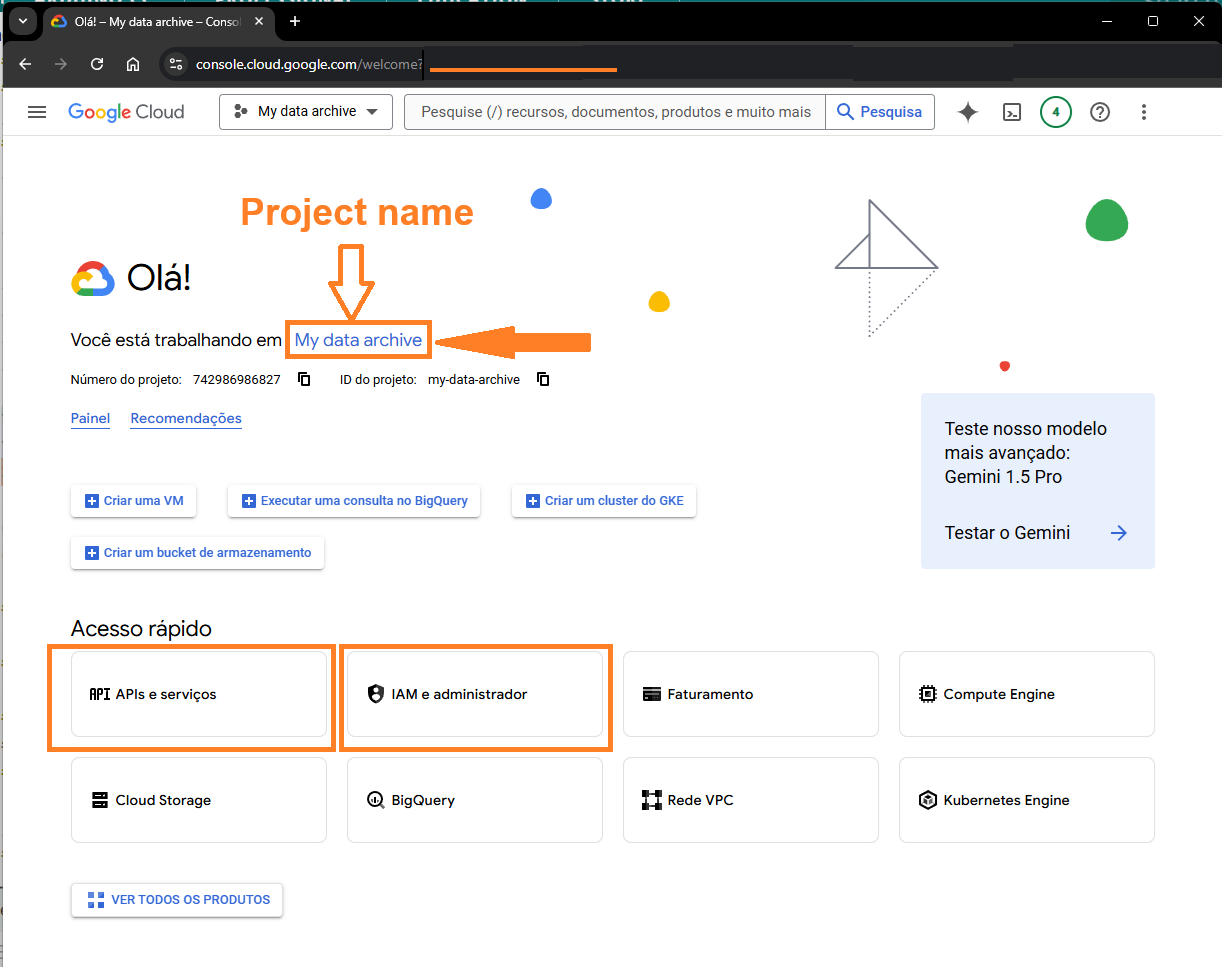 Olá! – My data archive – Conso
console.cloud.google.com/welcome?
Google Cloud
My data archive
Pesquise (/) recursos, documentos, produtos e muito mais
Pesquisa
4
Project name
Olá!
Você está trabalhando em My data archive
Número do projeto: 742986986827 ID do projeto: my-data-archive
Painel Recomendações
Teste nosso modelo
mais avançado:
Gemini 1.5 Pro
Testar o Gemini
Criar uma VM
Executar uma consulta no BigQuery
Criar um cluster do GKE
Criar um bucket de armazenamento
Acesso rápido
API APIs e serviços
IAM e administrador
Faturamento
Compute Engine
Cloud Storage
BigQuery
Rede VPC
Kubernetes Engine
VER TODOS OS PRODUTOS